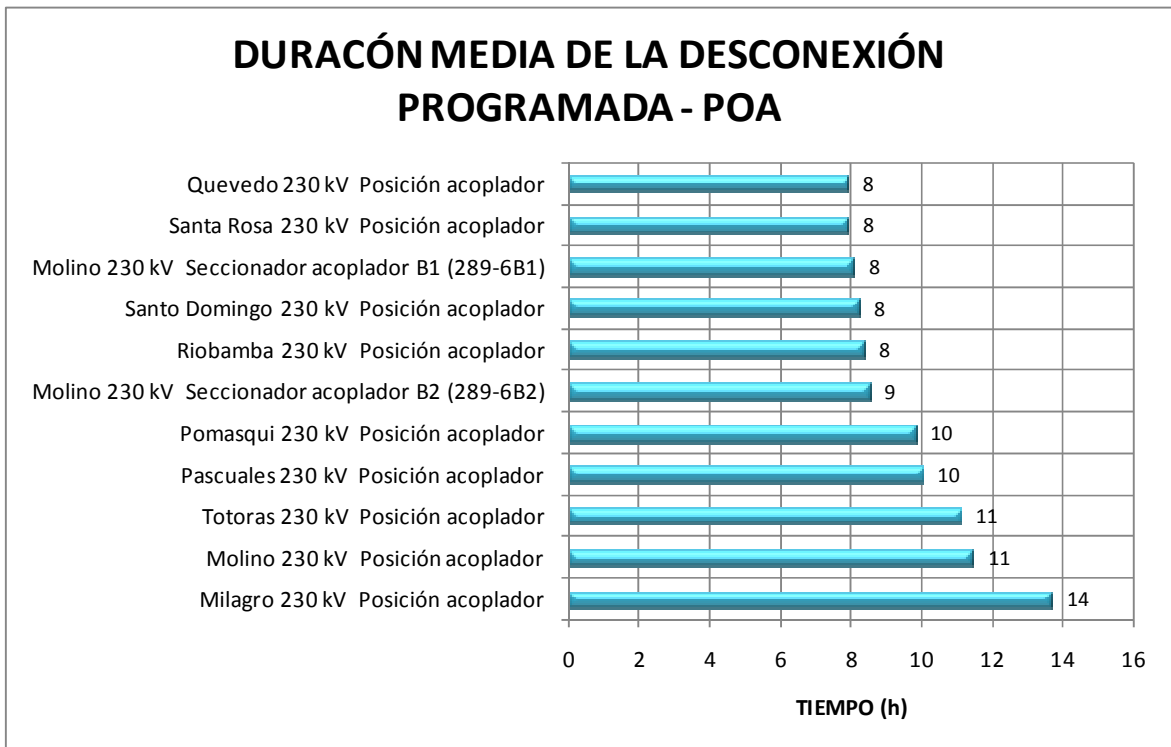 DURACÓN MEDIA DE LA DESCONEXIÓN
PROGRAMADA - POA
Quevedo 230 kV Posición acoplador 8
Santa Rosa 230 kV Posición acoplador 8
Molino 230 kV Seccionador acoplador B1 (289-6B1) 8
Santo Domingo 230 kV Posición acoplador 8
Riobamba 230 kV Posición acoplador 8
Molino 230 kV Seccionador acoplador B2 (289-6B2) 9
Pomasqui 230 kV Posición acoplador 10
Pascuales 230 kV Posición acoplador 10
Totoras 230 kV Posición acoplador 11
Molino 230 kV Posición acoplador 11
Milagro 230 kV Posición acoplador 14
0 2 4 6 8 10 12 14 16
TIEMPO (h)